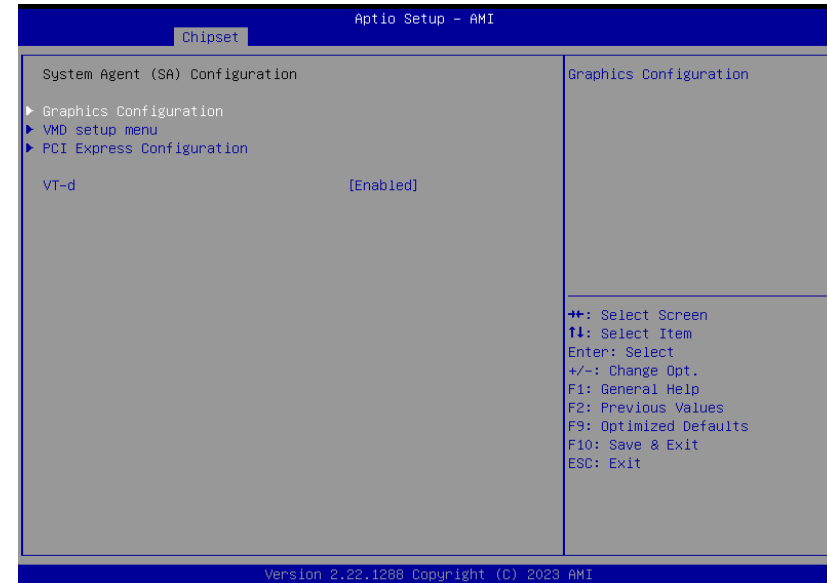 Aptio Setup – AMI
Chipset
System Agent (SA) Configuration
Graphics Configuration
VMD setup menu
PCI Express Configuration
VT-d [Enabled]
Graphics Configuration
→←: Select Screen
↑↓: Select Item
Enter: Select
+/-: Change Opt.
F1: General Help
F2: Previous Values
F9: Optimized Defaults
F10: Save & Exit
ESC: Exit
Version 2.22.1288 Copyright (C) 2023 AMI